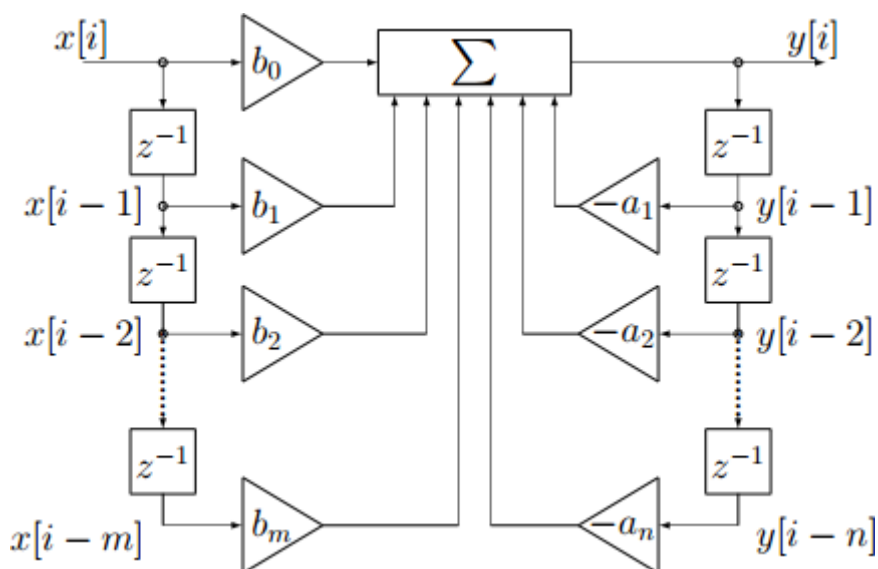 x[i] b₀ ∑ y[i]
z⁻¹ z⁻¹
x[i − 1] b₁ −a₁ y[i − 1]
z⁻¹ z⁻¹
x[i − 2] b₂ −a₂ y[i − 2]
z⁻¹ z⁻¹
x[i − m] bₘ −aₙ y[i − n]